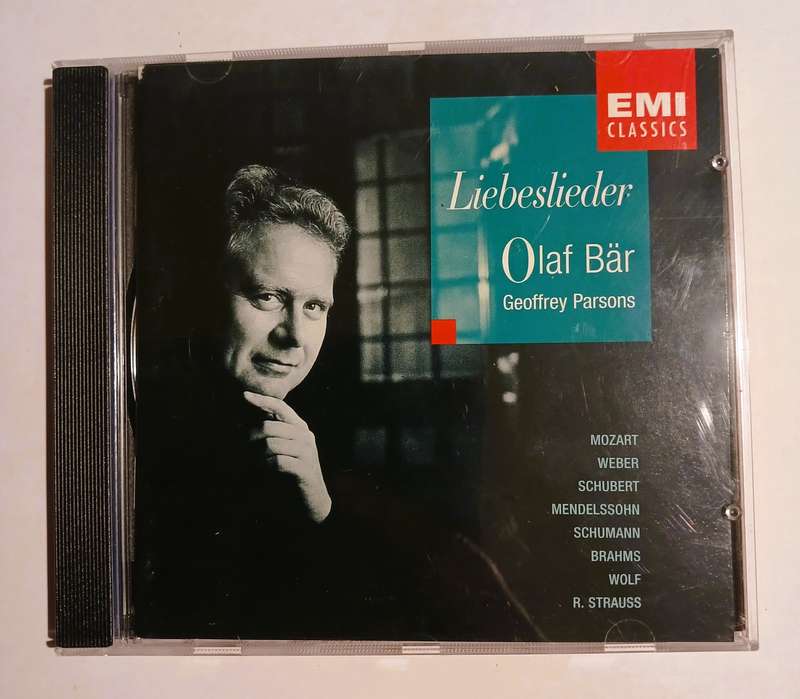 EMI
CLASSICS
Liebeslieder
Olaf Bär
Geoffrey Parsons
MOZART
WEBER
SCHUBERT
MENDELSSOHN
SCHUMANN
BRAHMS
WOLF
R. STRAUSS